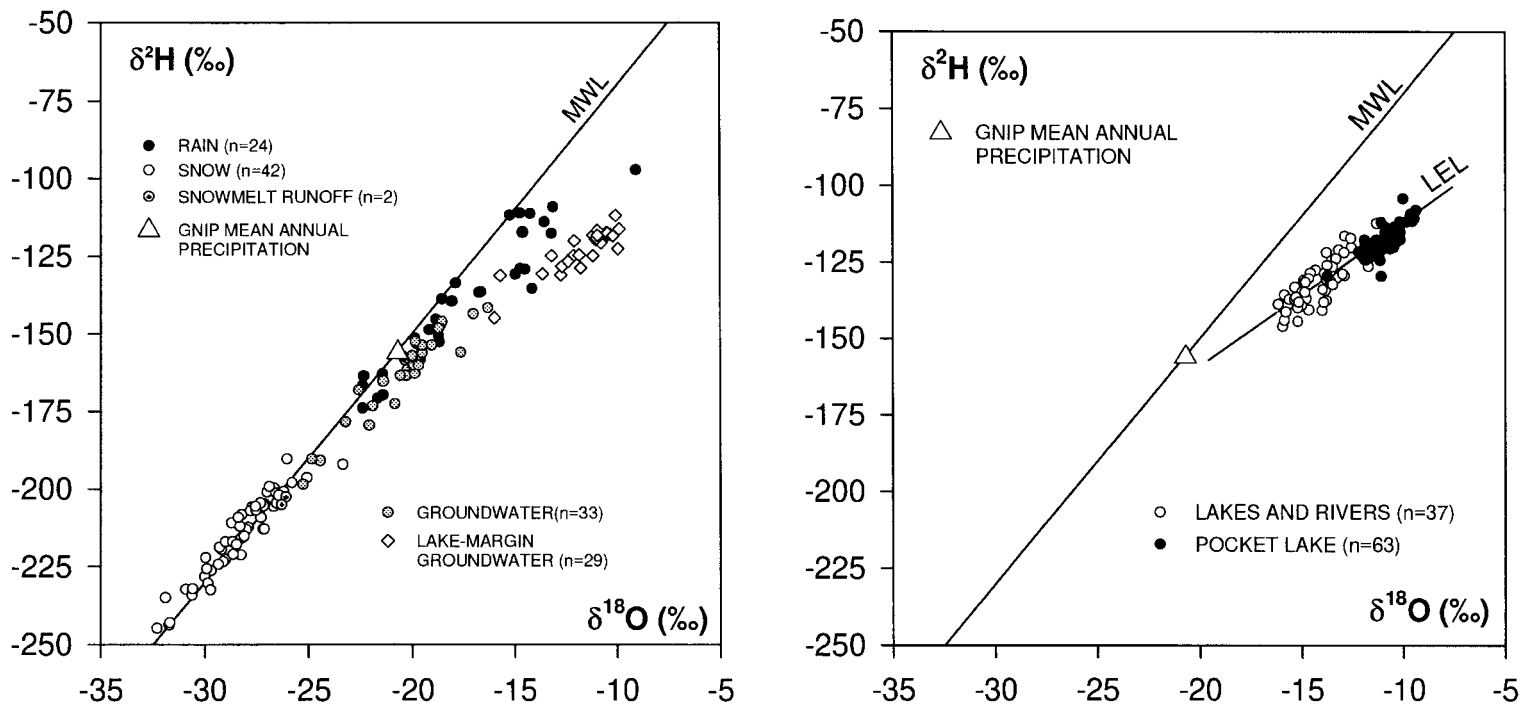 δ²H (‰)
MWL
RAIN (n=24)
SNOW (n=42)
SNOWMELT RUNOFF (n=2)
GNIP MEAN ANNUAL
PRECIPITATION
GROUNDWATER(n=33)
LAKE-MARGIN
GROUNDWATER (n=29)
δ¹⁸O (‰)
-50
-75
-100
-125
-150
-175
-200
-225
-250
-35 -30 -25 -20 -15 -10 -5
δ²H (‰)
MWL
GNIP MEAN ANNUAL
PRECIPITATION
LEL
LAKES AND RIVERS (n=37)
POCKET LAKE (n=63)
δ¹⁸O (‰)
-50
-75
-100
-125
-150
-175
-200
-225
-250
-35 -30 -25 -20 -15 -10 -5